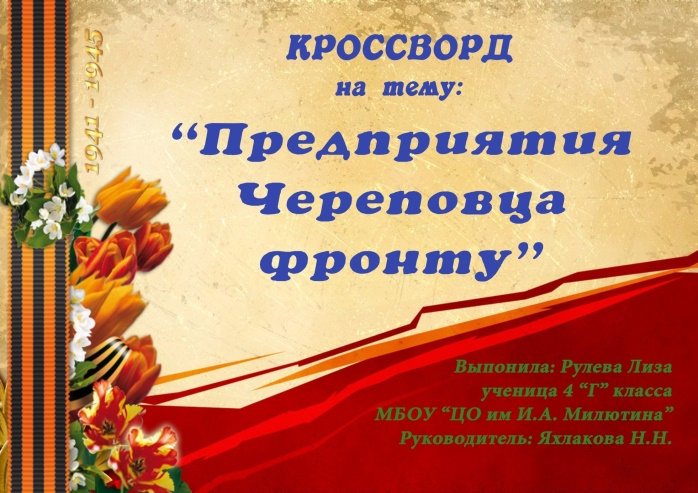 1941 - 1945
КРОССВОРД
на тему:
“Предприятия
Череповца
фронту”
Выпонила: Рулева Лиза
ученица 4 “Г” класса
МБОУ “ЦО им И.А. Милютина”
Руководитель: Яхлакова Н.Н.